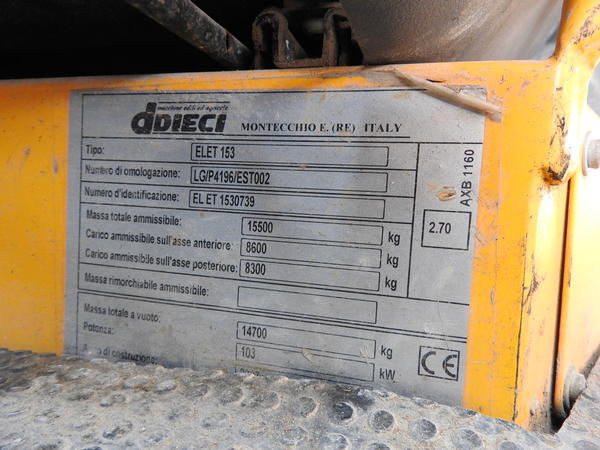 macchine edili ed agricole
DIECI MONTECCHIO E. (RE) ITALY
Tipo: ELET 153
Numero di omologazione: LG/P4196/EST002
Numero d'identificazione: EL ET 1530739
Massa totale ammissibile: 15500 kg
Carico ammissibile sull'asse anteriore: 8600 kg
Carico ammissibile sull'asse posteriore: 8300 kg
Massa rimorchiabile ammissibile:
Massa totale a vuoto: 14700 kg
Potenza: 103 kW
di costruzione:
2.70
AXB 1160
CE